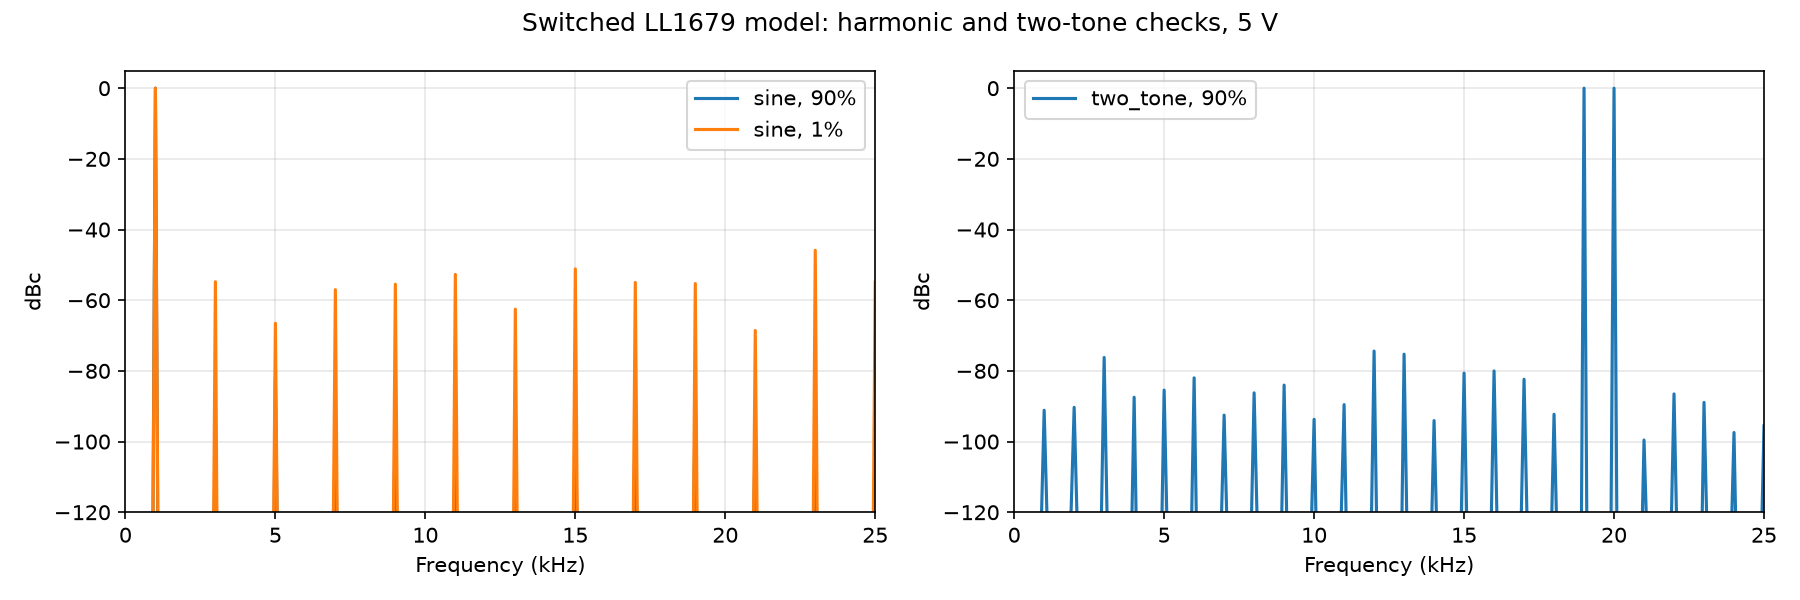 Switched LL1679 model: harmonic and two-tone checks, 5 V
0
−20
−40
−60
−80
−100
−120
dBc
sine, 90%
sine, 1%
0 5 10 15 20 25
Frequency (kHz)
0
−20
−40
−60
−80
−100
−120
dBc
two_tone, 90%
0 5 10 15 20 25
Frequency (kHz)